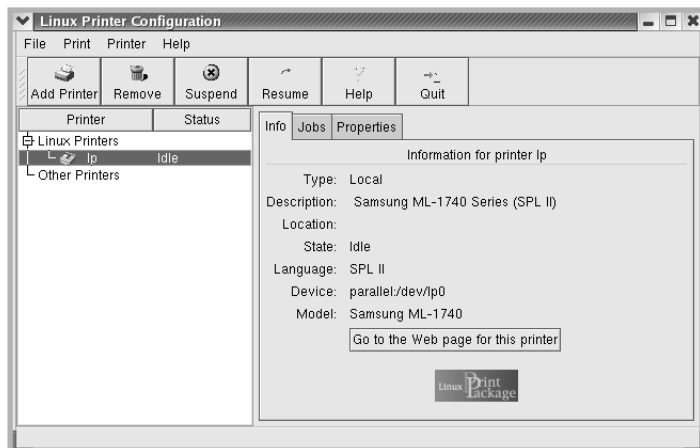 Linux Printer Configuration
File Print Printer Help
Add Printer Remove Suspend Resume Help Quit
Printer Status
Linux Printers
lp Idle
Other Printers
Info Jobs Properties
Information for printer lp
Type: Local
Description: Samsung ML-1740 Series (SPL II)
Location:
State: Idle
Language: SPL II
Device: parallel:/dev/lp0
Model: Samsung ML-1740
Go to the Web page for this printer
Linux Print Package